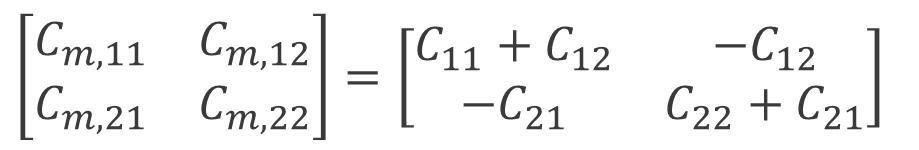 [C_{m,11} C_{m,12}] = [C_{11} + C_{12} −C_{12}]
[C_{m,21} C_{m,22}] [−C_{21} C_{22} + C_{21}]